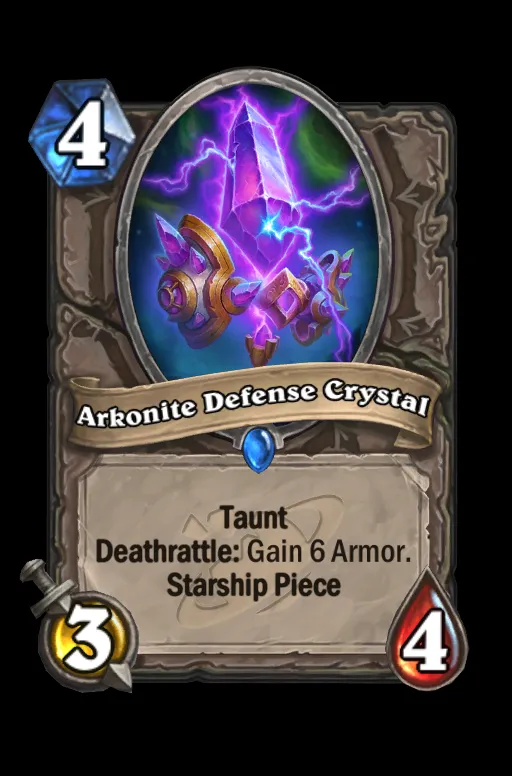 4
Arkonite Defense Crystal
Taunt
Deathrattle: Gain 6 Armor.
Starship Piece
3
4